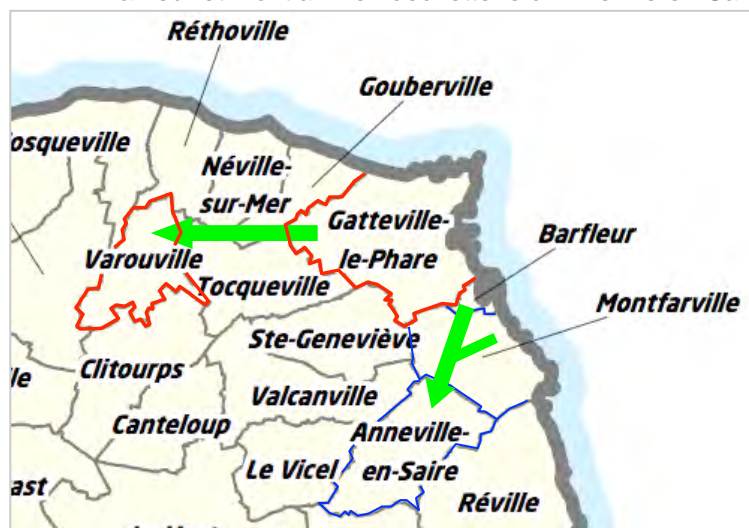 Réthoville
Gouberville
osqueville
Néville-
sur-Mer
Gatteville-
le-Phare
Barfleur
Varouville
Tocqueville
Montfarville
Ste-Geneviève
Clitourps
lle
Valcanville
Canteloup
Anneville-
en-Saire
Le Vicel
ast
Réville